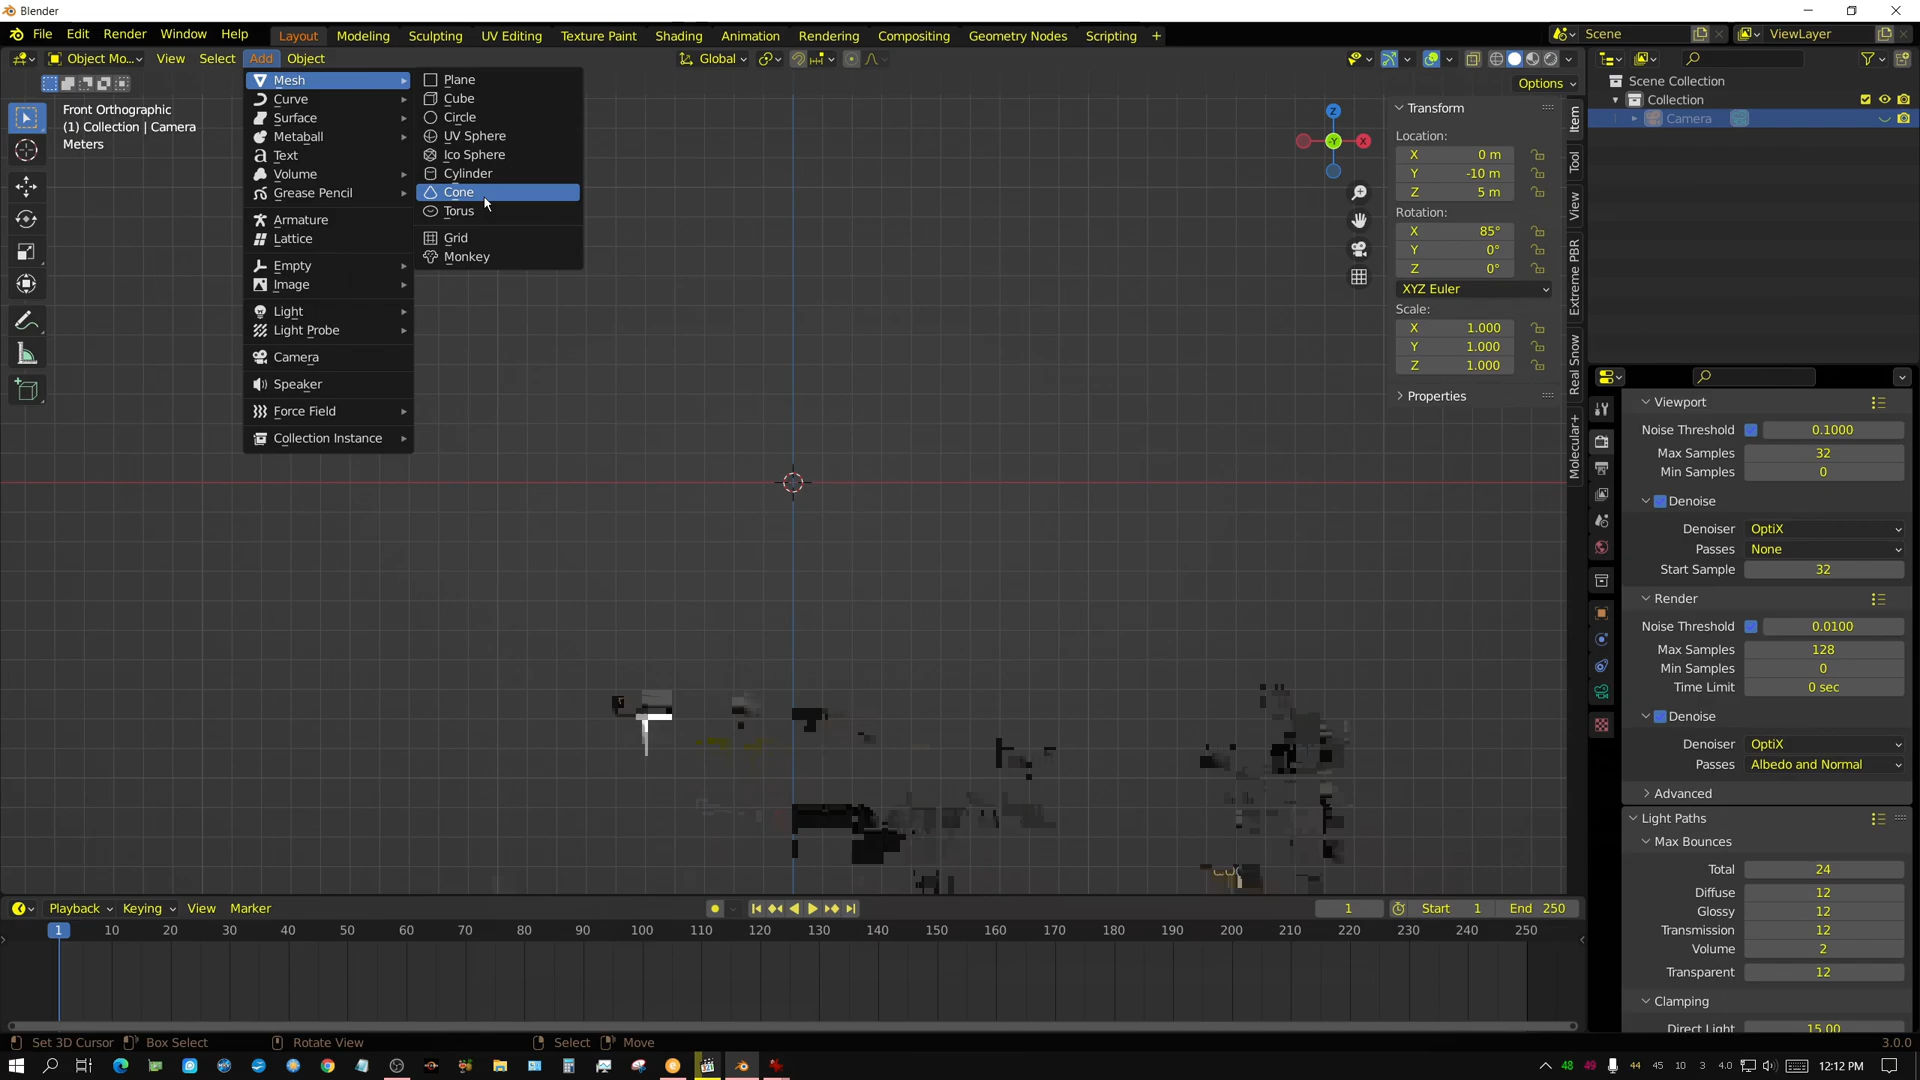 Blender
File Edit Render Window Help Layout Modeling Sculpting UV Editing Texture Paint Shading Animation Rendering Compositing Geometry Nodes Scripting + Scene ViewLayer
Object Mo... View Select Add Object Global
Options
Front Orthographic
(1) Collection | Camera
Meters
Mesh
Curve
Surface
Metaball
Text
Volume
Grease Pencil
Armature
Lattice
Empty
Image
Light
Light Probe
Camera
Speaker
Force Field
Collection Instance
Plane
Cube
Circle
UV Sphere
Ico Sphere
Cylinder
Cone
Torus
Grid
Monkey
Z
Y
X
Transform
Location:
X 0 m
Y -10 m
Z 5 m
Rotation:
X 85°
Y 0°
Z 0°
XYZ Euler
Scale:
X 1.000
Y 1.000
Z 1.000
Properties
Item
Tool
View
Extreme PBR
Real Snow
Molecular+
Scene Collection
Collection
Camera
Viewport
Noise Threshold 0.1000
Max Samples 32
Min Samples 0
Denoise
Denoiser OptiX
Passes None
Start Sample 32
Render
Noise Threshold 0.0100
Max Samples 128
Min Samples 0
Time Limit 0 sec
Denoise
Denoiser OptiX
Passes Albedo and Normal
Advanced
Light Paths
Max Bounces
Total 24
Diffuse 12
Glossy 12
Transmission 12
Volume 2
Transparent 12
Clamping
Direct Light 15.00
Playback Keying View Marker 1 Start 1 End 250
1 10 20 30 40 50 60 70 80 90 100 110 120 130 140 150 160 170 180 190 200 210 220 230 240 250
Set 3D Cursor Box Select Rotate View Select Move 3.0.0
48 49 44 45 10 3 4.0 12:12 PM